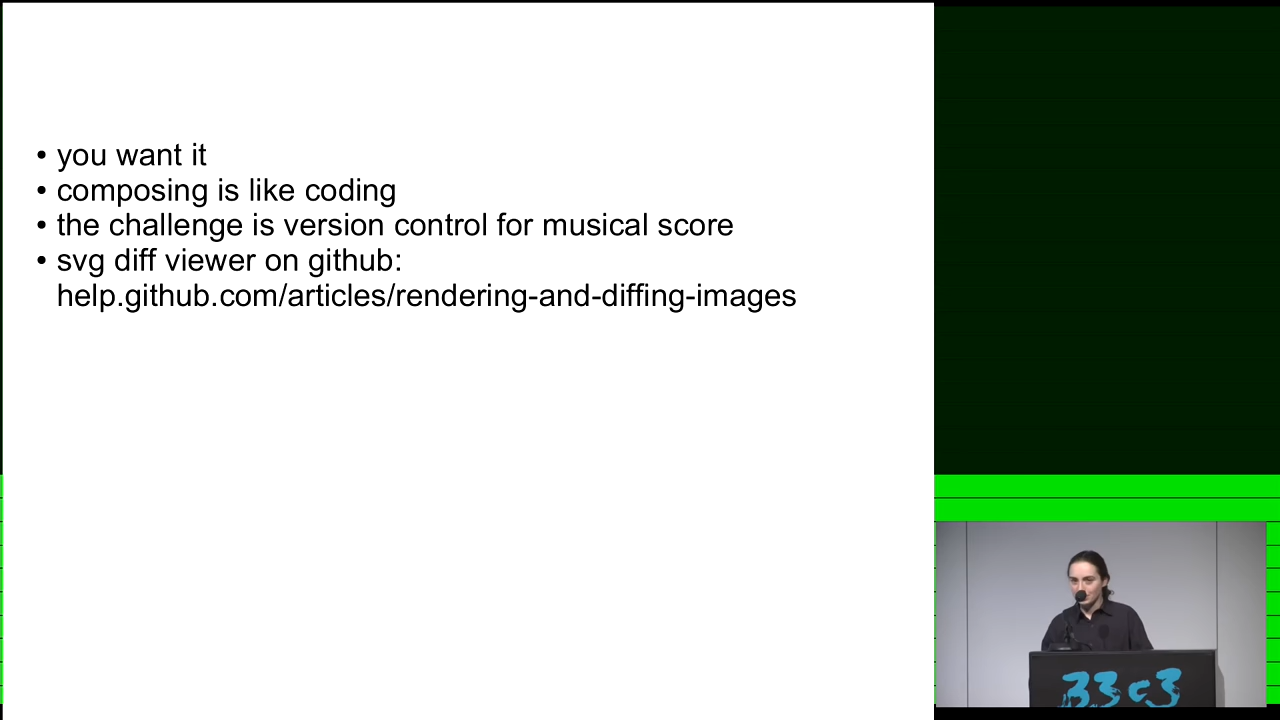 • you want it
• composing is like coding
• the challenge is version control for musical score
• svg diff viewer on github:
help.github.com/articles/rendering-and-diffing-images
33c3